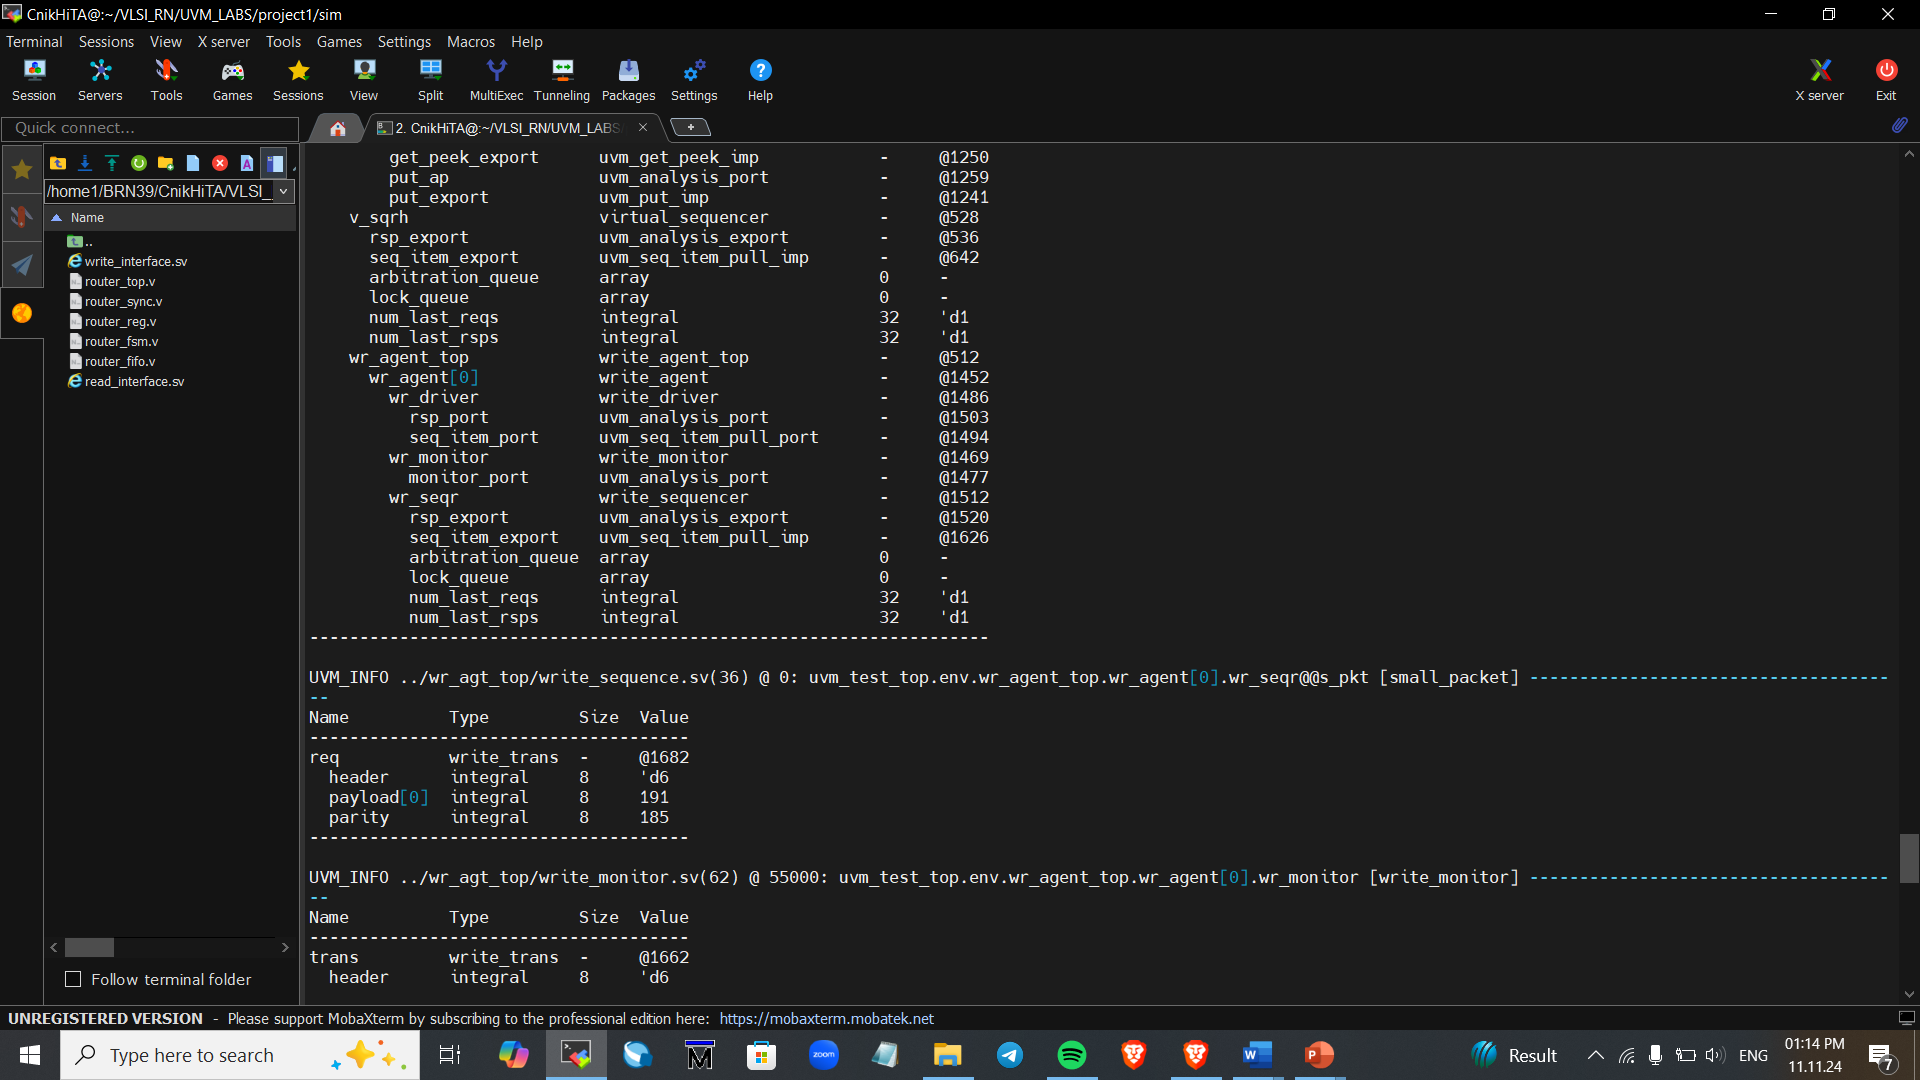 CnikHiTA@:~/VLSI_RN/UVM_LABS/project1/sim
Terminal Sessions View X server Tools Games Settings Macros Help
Session Servers Tools Games Sessions View Split MultiExec Tunneling Packages Settings Help X server Exit
Quick connect...
2. CnikHiTA@:~/VLSI_RN/UVM_LABS/
/home1/BRN39/CnikHiTA/VLSI_
Name
..
write_interface.sv
router_top.v
router_sync.v
router_reg.v
router_fsm.v
router_fifo.v
read_interface.sv
Follow terminal folder
get_peek_export uvm_get_peek_imp - @1250
put_ap uvm_analysis_port - @1259
put_export uvm_put_imp - @1241
v_sqrh virtual_sequencer - @528
rsp_export uvm_analysis_export - @536
seq_item_export uvm_seq_item_pull_imp - @642
arbitration_queue array 0 -
lock_queue array 0 -
num_last_reqs integral 32 'd1
num_last_rsps integral 32 'd1
wr_agent_top write_agent_top - @512
wr_agent[0] write_agent - @1452
wr_driver write_driver - @1486
rsp_port uvm_analysis_port - @1503
seq_item_port uvm_seq_item_pull_port - @1494
wr_monitor write_monitor - @1469
monitor_port uvm_analysis_port - @1477
wr_seqr write_sequencer - @1512
rsp_export uvm_analysis_export - @1520
seq_item_export uvm_seq_item_pull_imp - @1626
arbitration_queue array 0 -
lock_queue array 0 -
num_last_reqs integral 32 'd1
num_last_rsps integral 32 'd1
--------------------------------------------------------------------
UVM_INFO ../wr_agt_top/write_sequence.sv(36) @ 0: uvm_test_top.env.wr_agent_top.wr_agent[0].wr_seqr@@s_pkt [small_packet] ------------------------------------
--
Name Type Size Value
--------------------------------------
req write_trans - @1682
header integral 8 'd6
payload[0] integral 8 191
parity integral 8 185
--------------------------------------
UVM_INFO ../wr_agt_top/write_monitor.sv(62) @ 55000: uvm_test_top.env.wr_agent_top.wr_agent[0].wr_monitor [write_monitor] ------------------------------------
--
Name Type Size Value
--------------------------------------
trans write_trans - @1662
header integral 8 'd6
UNREGISTERED VERSION - Please support MobaXterm by subscribing to the professional edition here: https://mobaxterm.mobatek.net
Type here to search
zoom
Result
ENG
01:14 PM
11.11.24
7